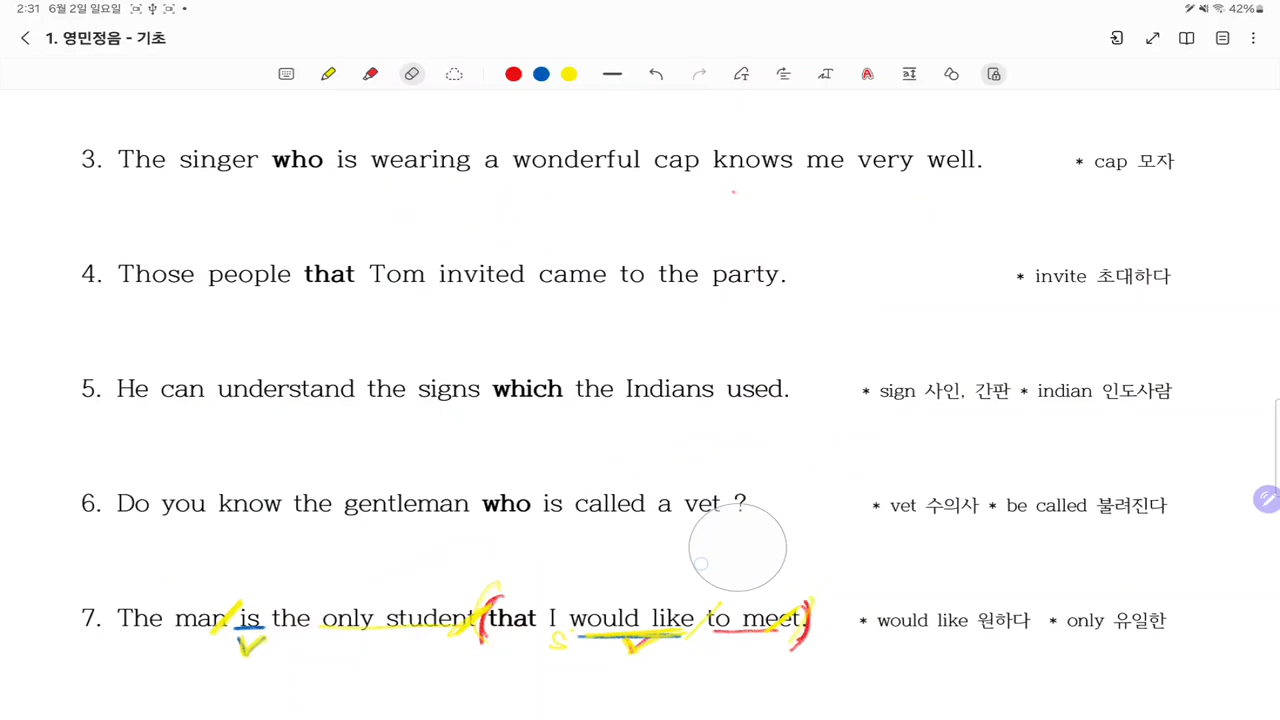 2:31 6월 2일 일요일 42%
1. 영민정음 - 기초
3. The singer who is wearing a wonderful cap knows me very well. * cap 모자
4. Those people that Tom invited came to the party. * invite 초대하다
5. He can understand the signs which the Indians used. * sign 사인, 간판 * indian 인도사람
6. Do you know the gentleman who is called a vet ? * vet 수의사 * be called 불려진다
7. The man is the only student that I would like to meet. * would like 원하다 * only 유일한